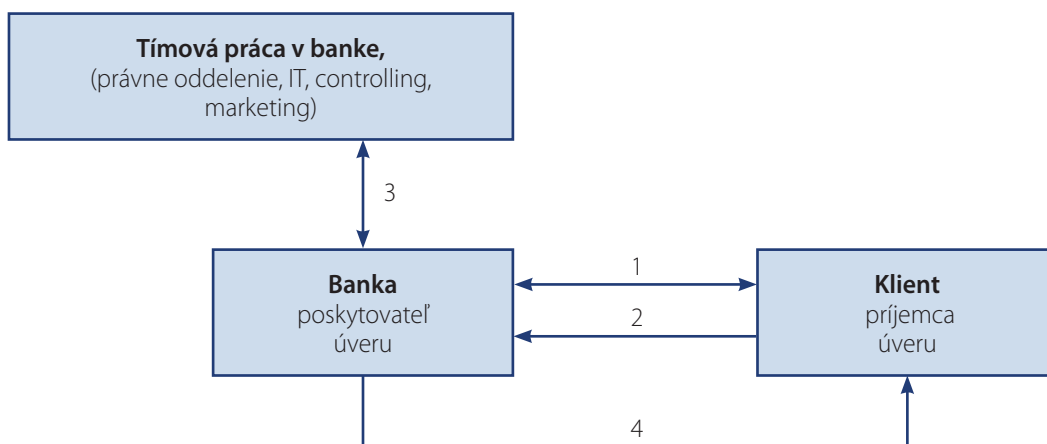 Tímová práca v banke,
(právne oddelenie, IT, controlling,
marketing)
3
Banka
poskytovateľ
úveru
1
2
Klient
príjemca
úveru
4